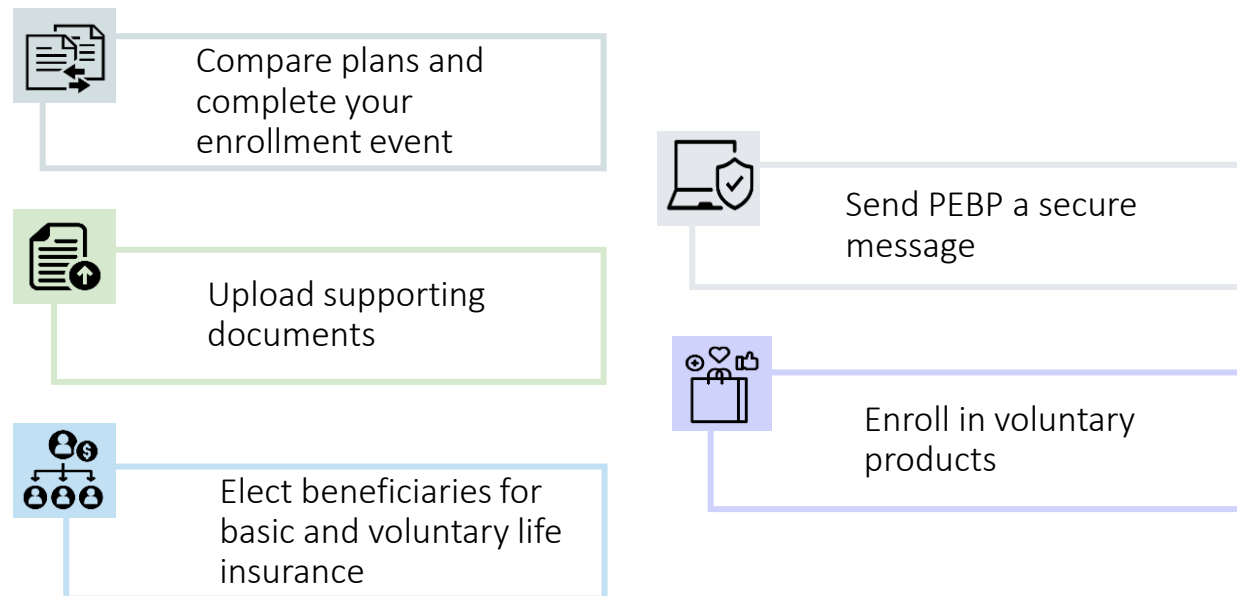 Compare plans and
complete your
enrollment event
Upload supporting
documents
Elect beneficiaries for
basic and voluntary life
insurance
Send PEBP a secure
message
Enroll in voluntary
products